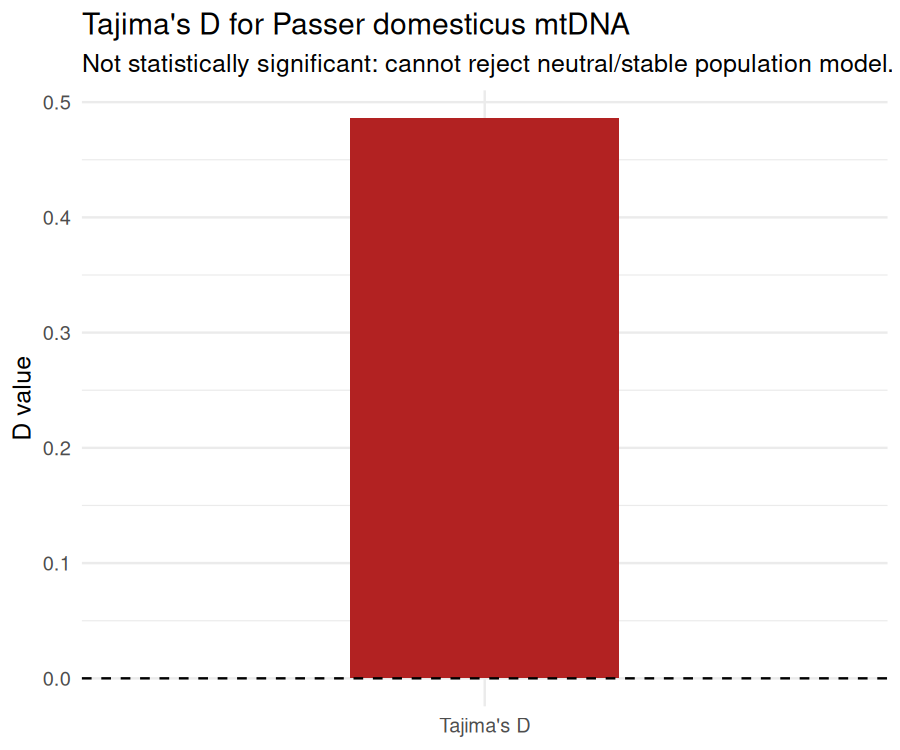 Tajima's D for Passer domesticus mtDNA
Not statistically significant: cannot reject neutral/stable population model.
0.5
0.4
0.3
0.2
0.1
0.0
D value
Tajima's D